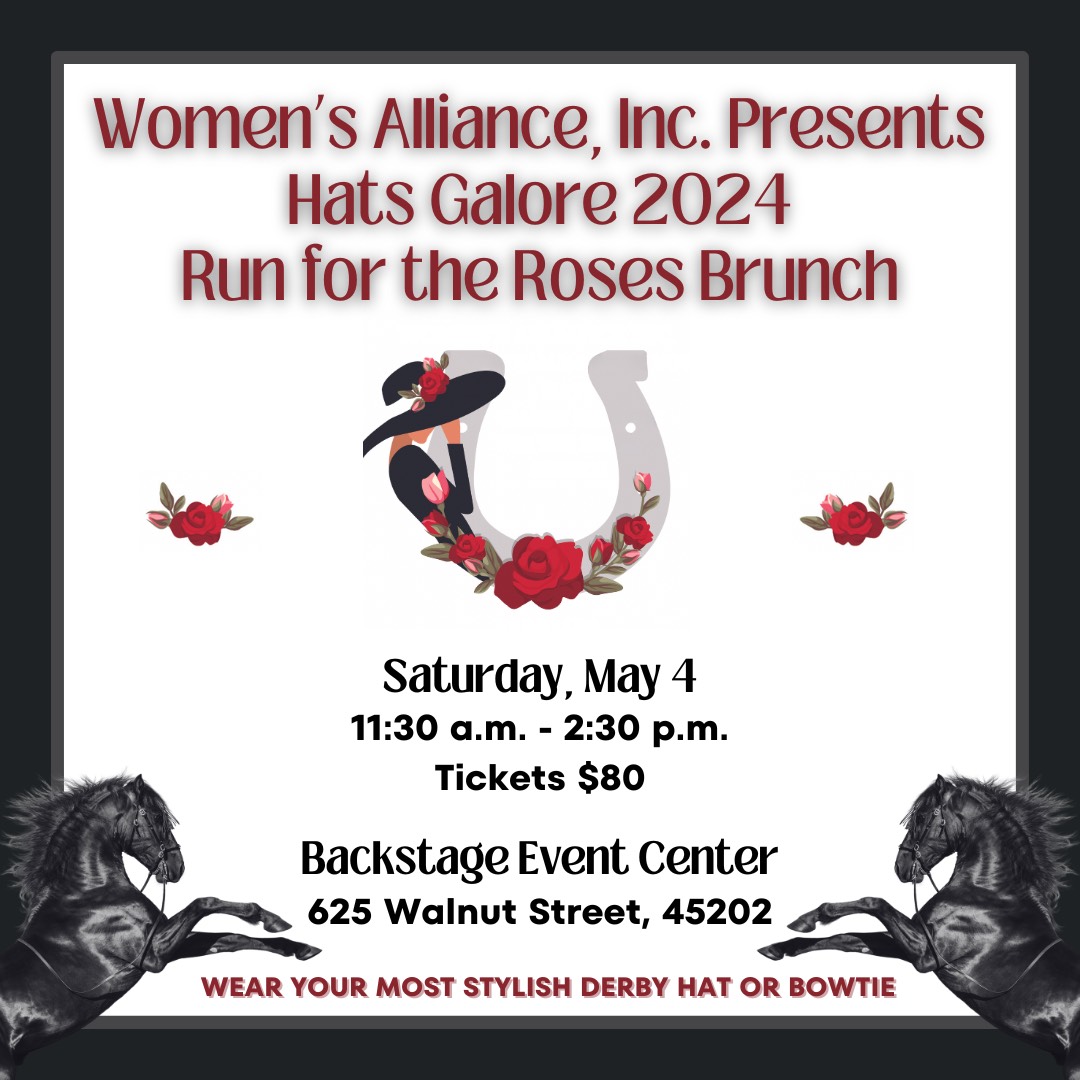 Women's Alliance, Inc. Presents
Hats Galore 2024
Run for the Roses Brunch
Saturday, May 4
11:30 a.m. - 2:30 p.m.
Tickets $80
Backstage Event Center
625 Walnut Street, 45202
WEAR YOUR MOST STYLISH DERBY HAT OR BOWTIE